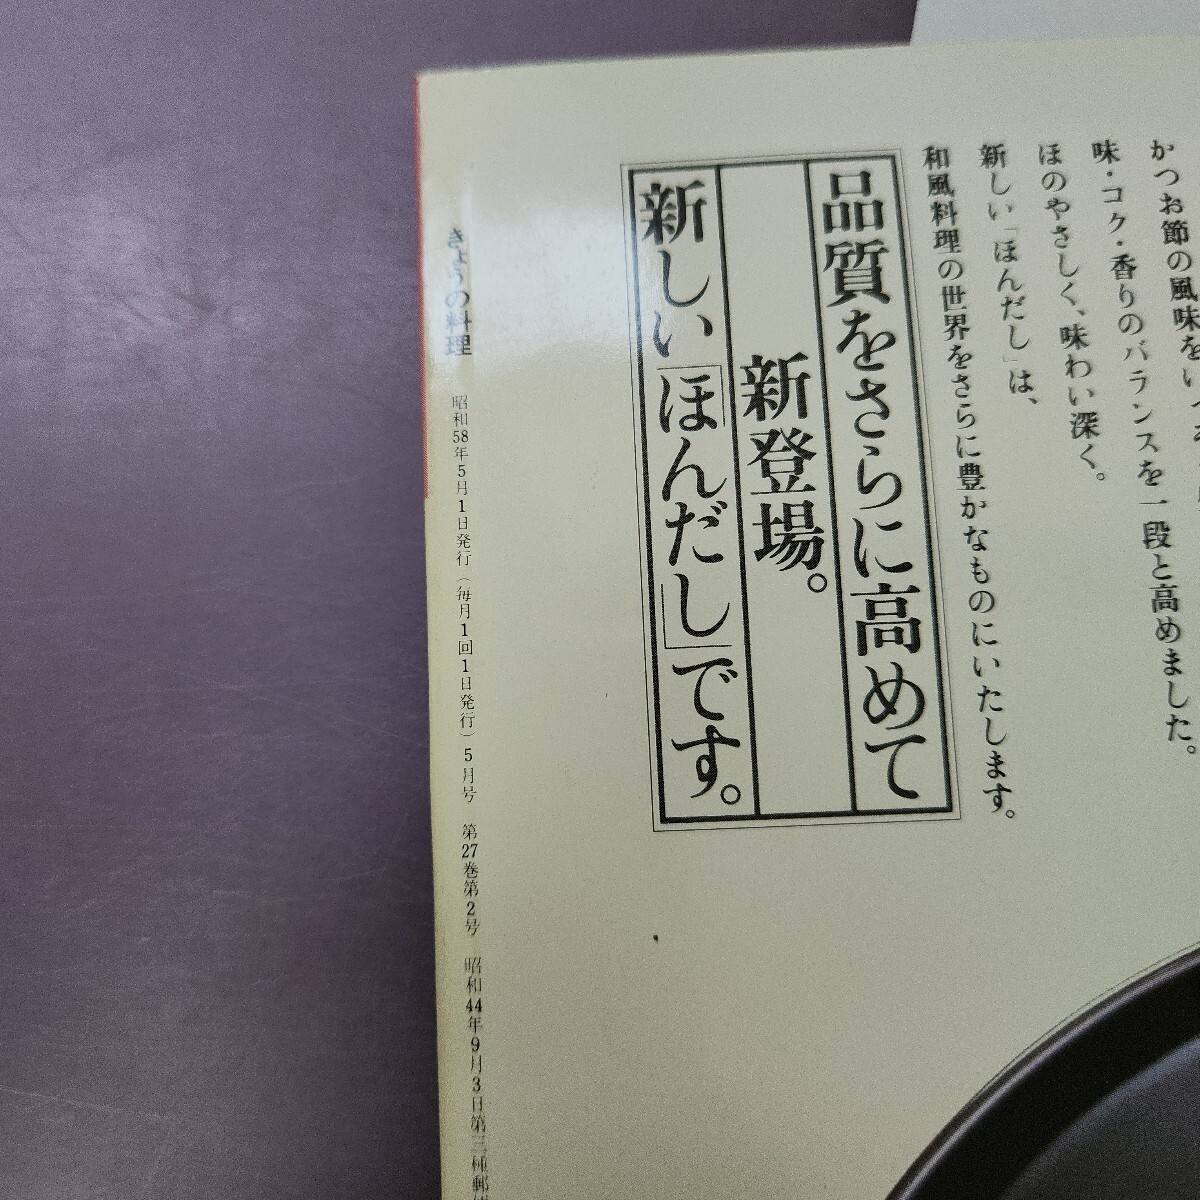 かつお節の風味をい
味・コク・香りのバランスを一段と高めました。
ほのやさしく、味わい深く。
新しい「ほんだし」は、
和風料理の世界をさらに豊かなものにいたします。
品質をさらに高めて
新登場。
新しい「ほんだし」です。
きょうの料理 昭和58年5月1日発行(毎月1回1日発行)5月号 第27巻第2号 昭和44年9月3日第三種郵